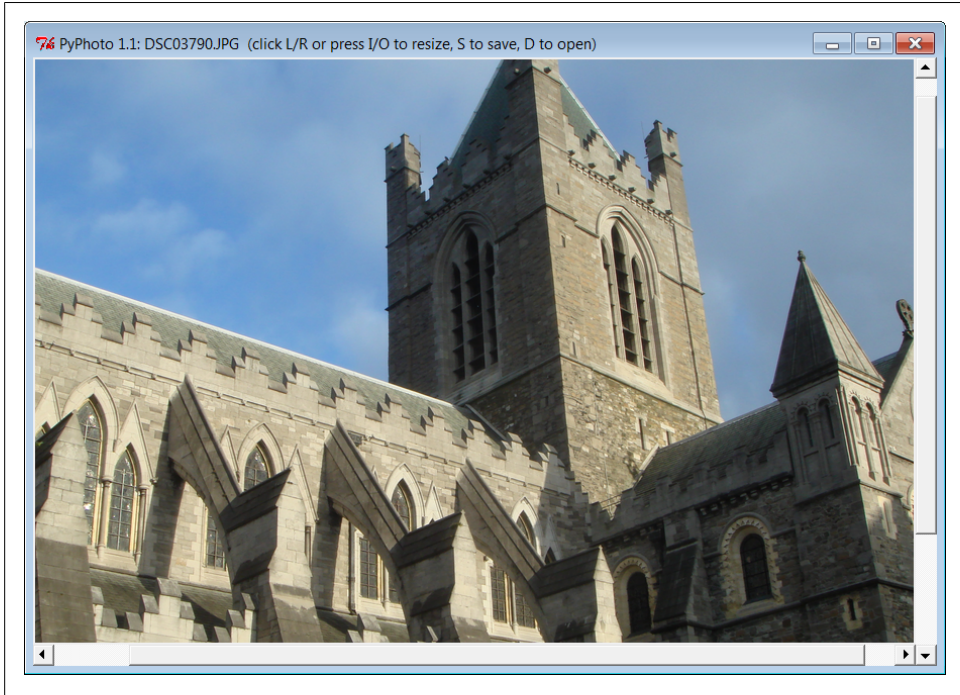 PyPhoto 1.1: DSC03790.JPG (click L/R or press I/O to resize, S to save, D to open)